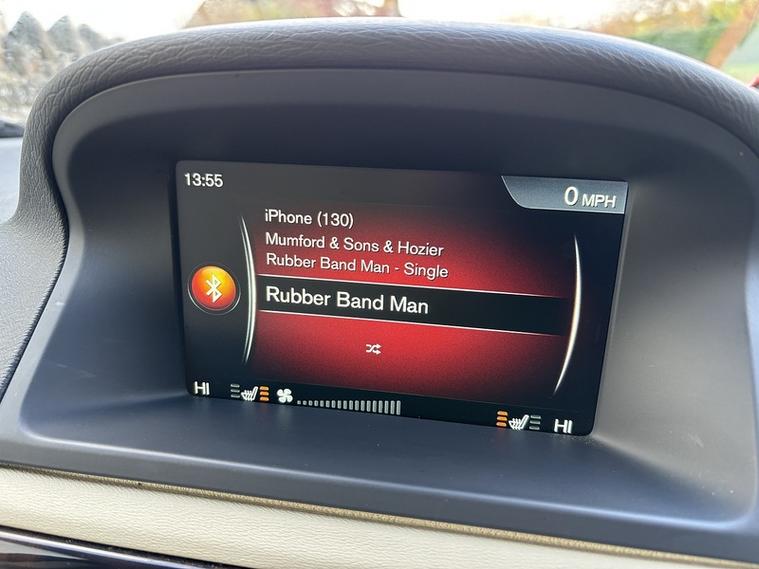 13:55
0 MPH
iPhone (130)
Mumford & Sons & Hozier
Rubber Band Man - Single
Rubber Band Man
HI
HI